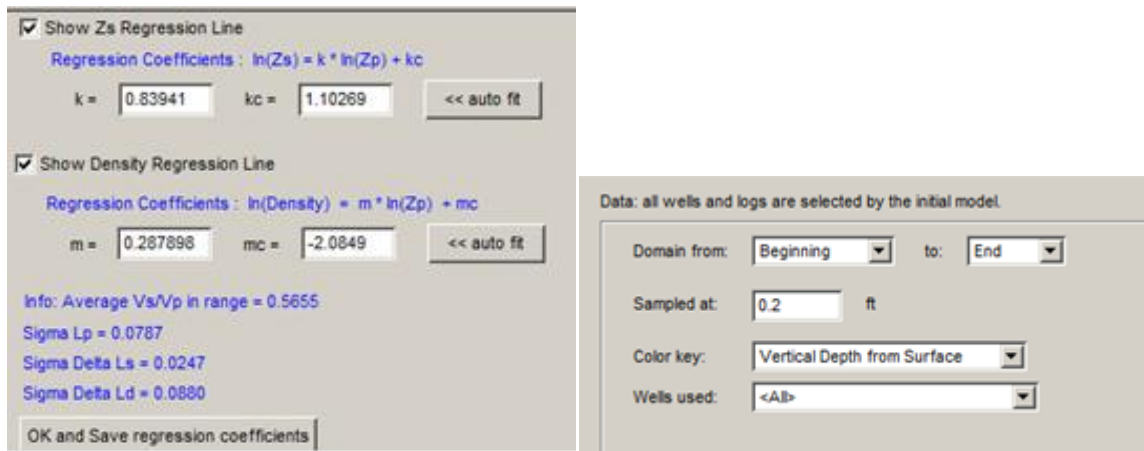 Show Zs Regression Line
Regression Coefficients : ln(Zs) = k * ln(Zp) + kc
k = 0.83941 kc = 1.10269 << auto fit
Show Density Regression Line
Regression Coefficients : ln(Density) = m * ln(Zp) + mc
m = 0.287898 mc = -2.0849 << auto fit
Info: Average Vs/Vp in range = 0.5655
Sigma Lp = 0.0787
Sigma Delta Ls = 0.0247
Sigma Delta Ld = 0.0880
OK and Save regression coefficients
Data: all wells and logs are selected by the initial model.
Domain from: Beginning to: End
Sampled at: 0.2 ft
Color key: Vertical Depth from Surface
Wells used: <All>